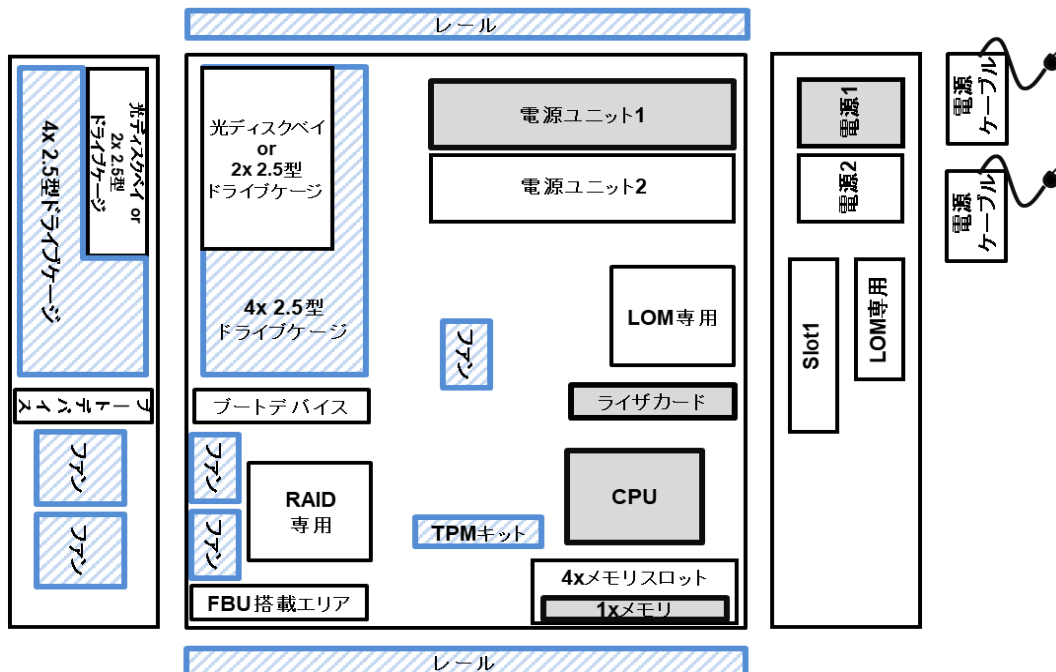 レール
4x 2.5型ドライブケージ
光ディスクベイ or
2x 2.5型
ドライブケージ
ブートデバイス
ファン
ファン
光ディスクベイ
or
2x 2.5型
ドライブケージ
4x 2.5型
ドライブケージ
ブートデバイス
ファン
ファン
RAID
専用
FBU搭載エリア
電源ユニット1
電源ユニット2
LOM専用
ファン
ライザカード
CPU
TPMキット
4xメモリスロット
1xメモリ
電源1
電源2
Slot1
LOM専用
電源
ケーブル
電源
ケーブル
レール